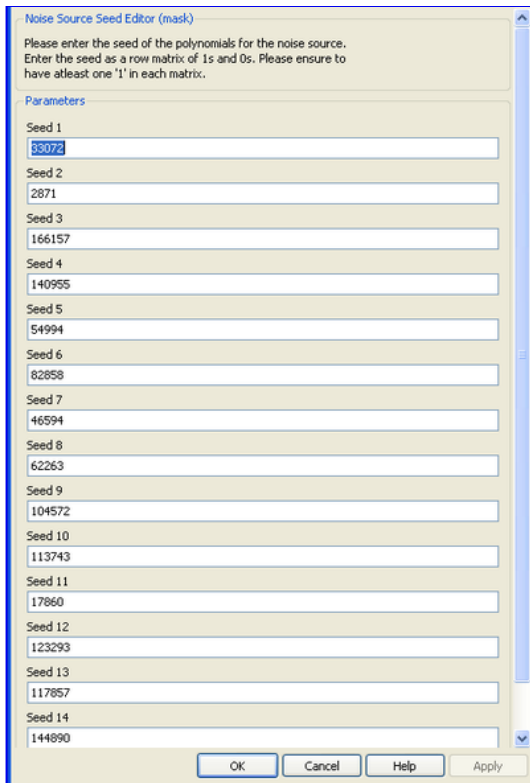 Noise Source Seed Editor (mask)
Please enter the seed of the polynomials for the noise source.
Enter the seed as a row matrix of 1s and 0s. Please ensure to
have atleast one '1' in each matrix.
Parameters
Seed 1
33072
Seed 2
2871
Seed 3
166157
Seed 4
140955
Seed 5
54994
Seed 6
82858
Seed 7
46594
Seed 8
62263
Seed 9
104572
Seed 10
113743
Seed 11
17860
Seed 12
123293
Seed 13
117857
Seed 14
144890
OK Cancel Help Apply